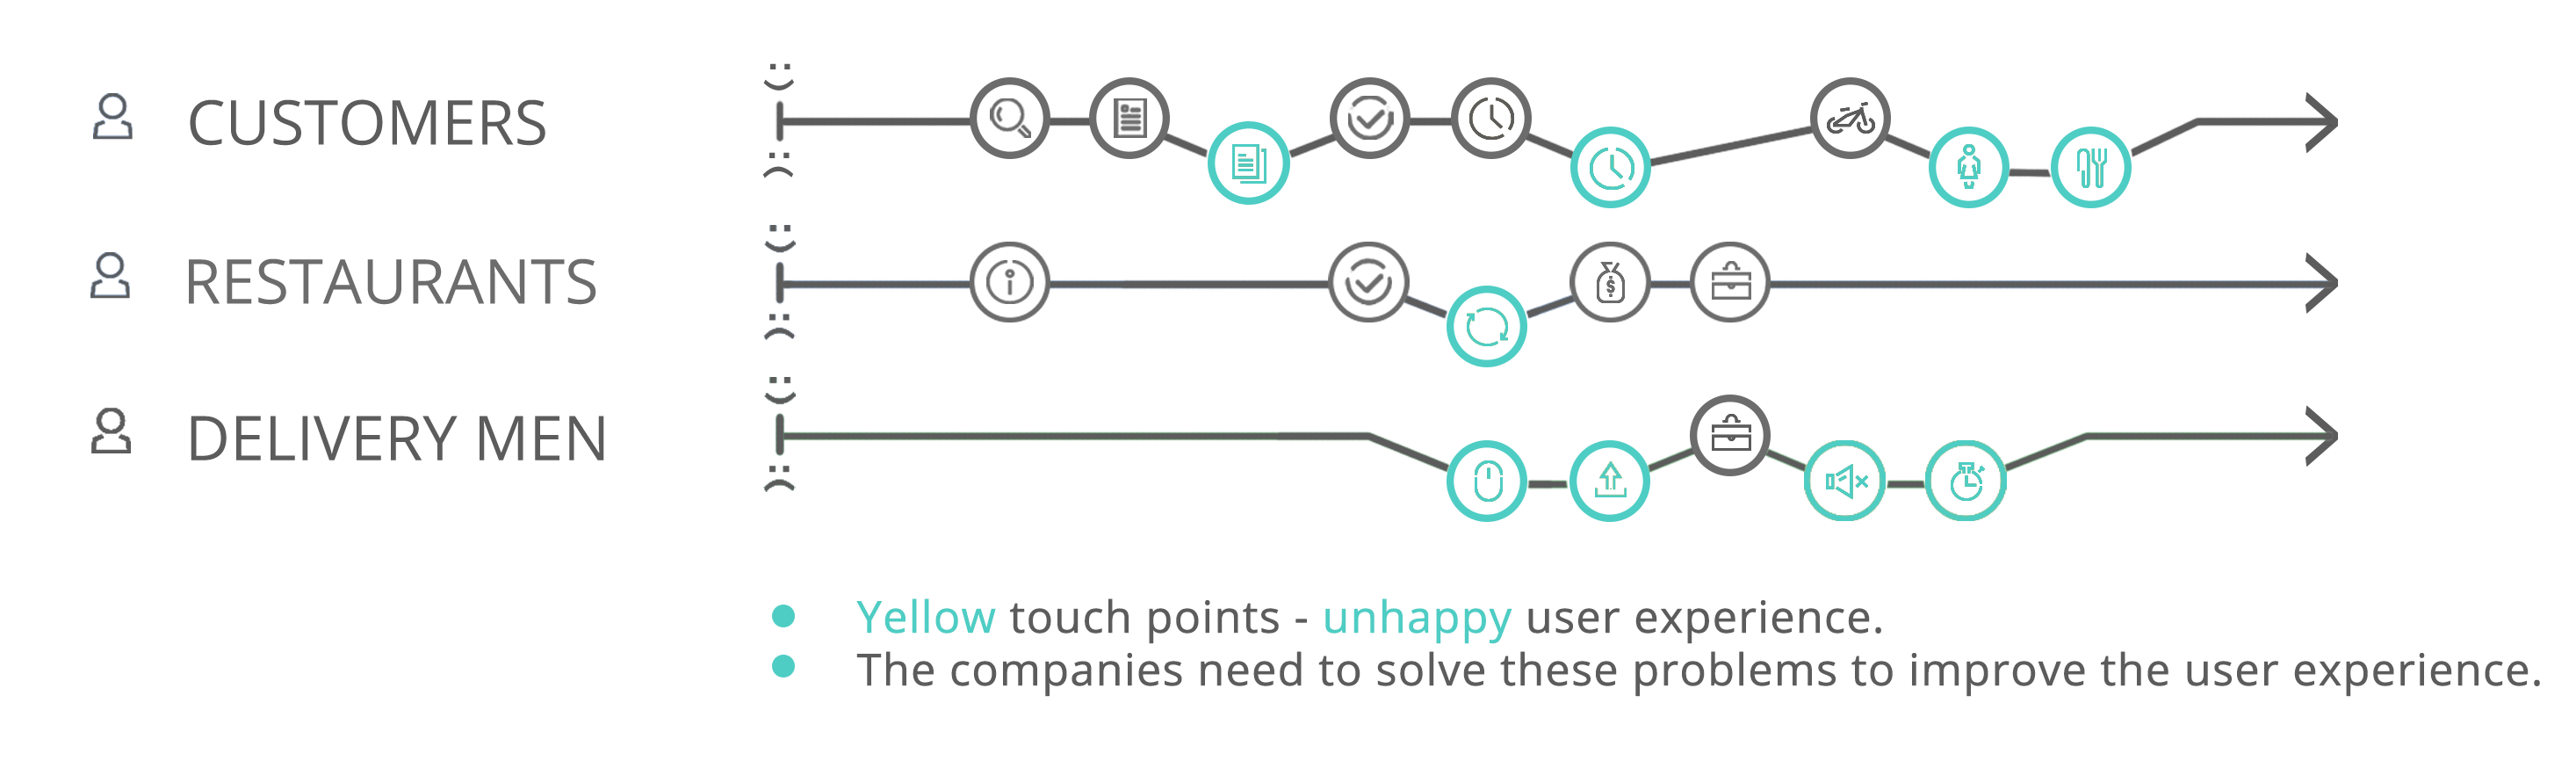 CUSTOMERS
RESTAURANTS
DELIVERY MEN
Yellow touch points - unhappy user experience.
The companies need to solve these problems to improve the user experience.